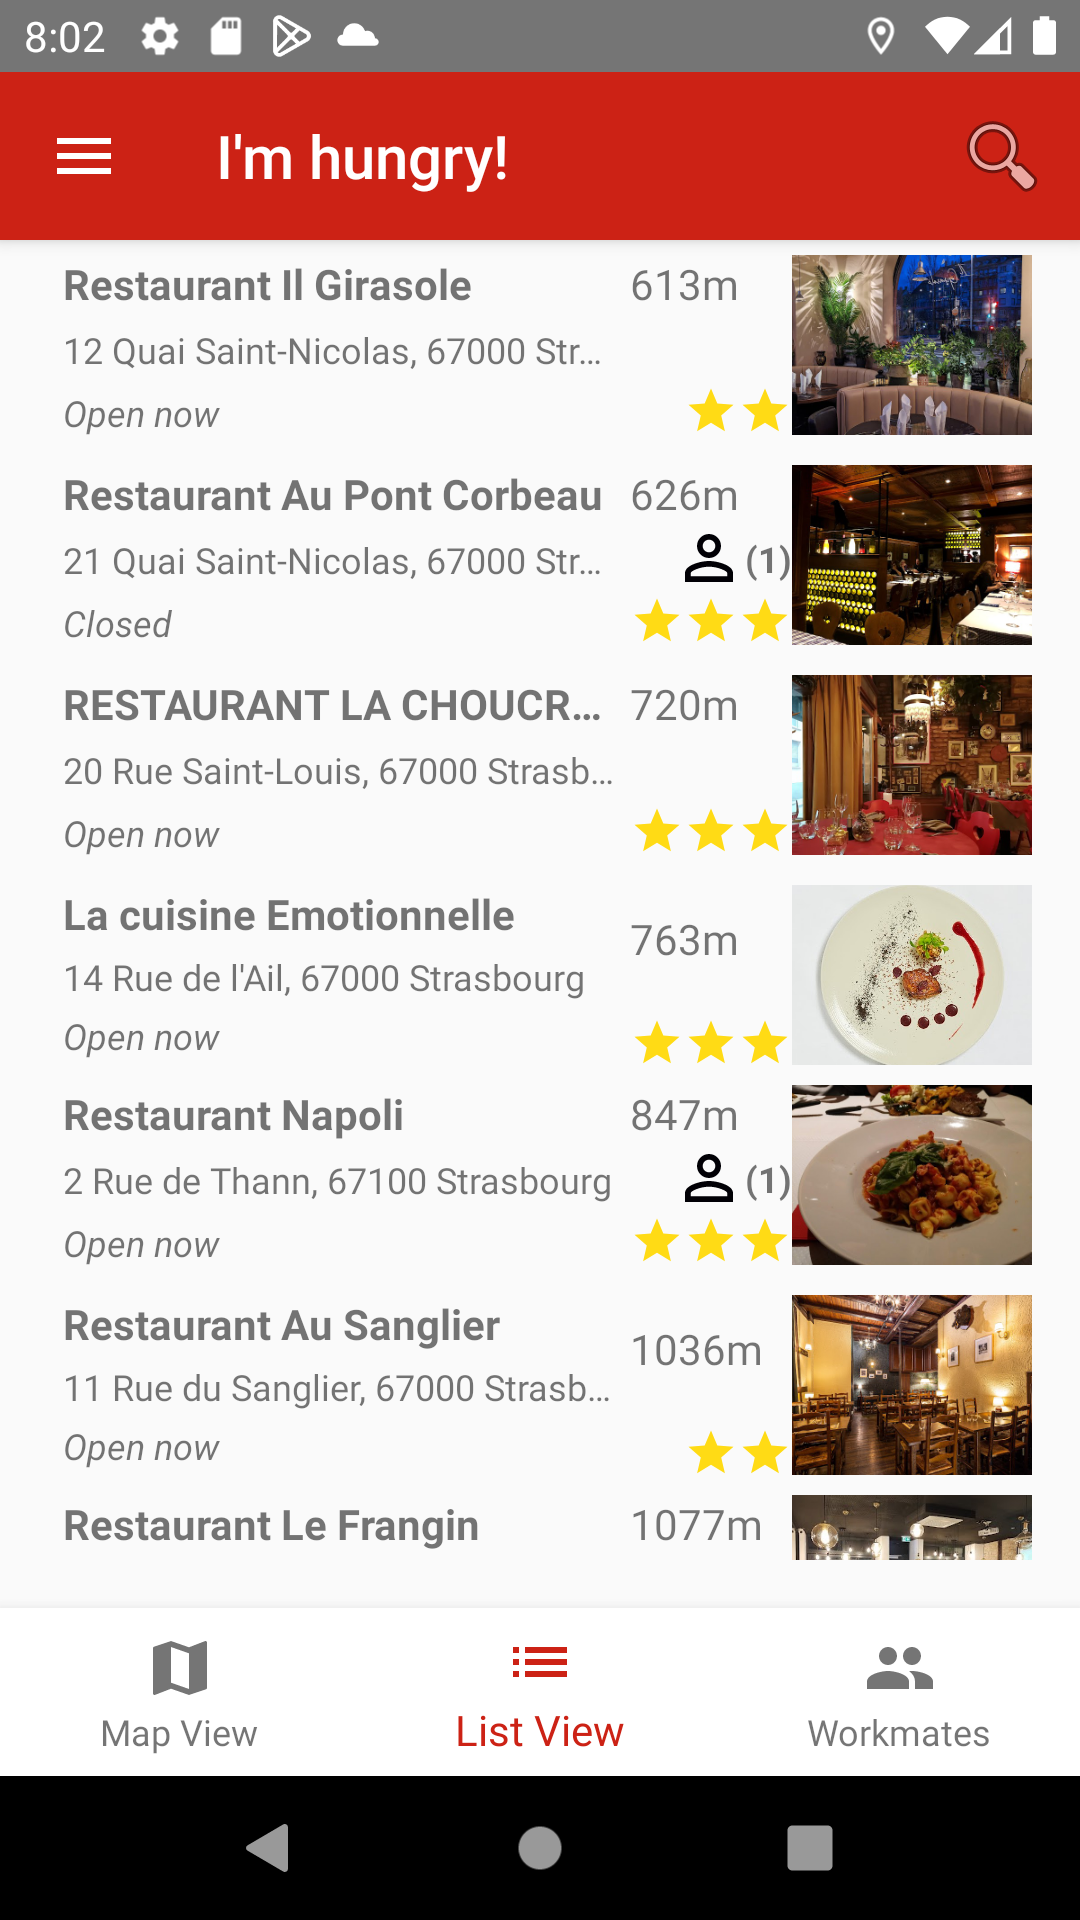 8:02
I'm hungry!
Restaurant Il Girasole 613m
12 Quai Saint-Nicolas, 67000 Str…
Open now
Restaurant Au Pont Corbeau 626m
21 Quai Saint-Nicolas, 67000 Str… (1)
Closed
RESTAURANT LA CHOUCR… 720m
20 Rue Saint-Louis, 67000 Strasb…
Open now
La cuisine Emotionnelle 763m
14 Rue de l'Ail, 67000 Strasbourg
Open now
Restaurant Napoli 847m
2 Rue de Thann, 67100 Strasbourg (1)
Open now
Restaurant Au Sanglier 1036m
11 Rue du Sanglier, 67000 Strasb…
Open now
Restaurant Le Frangin 1077m
Map View List View Workmates